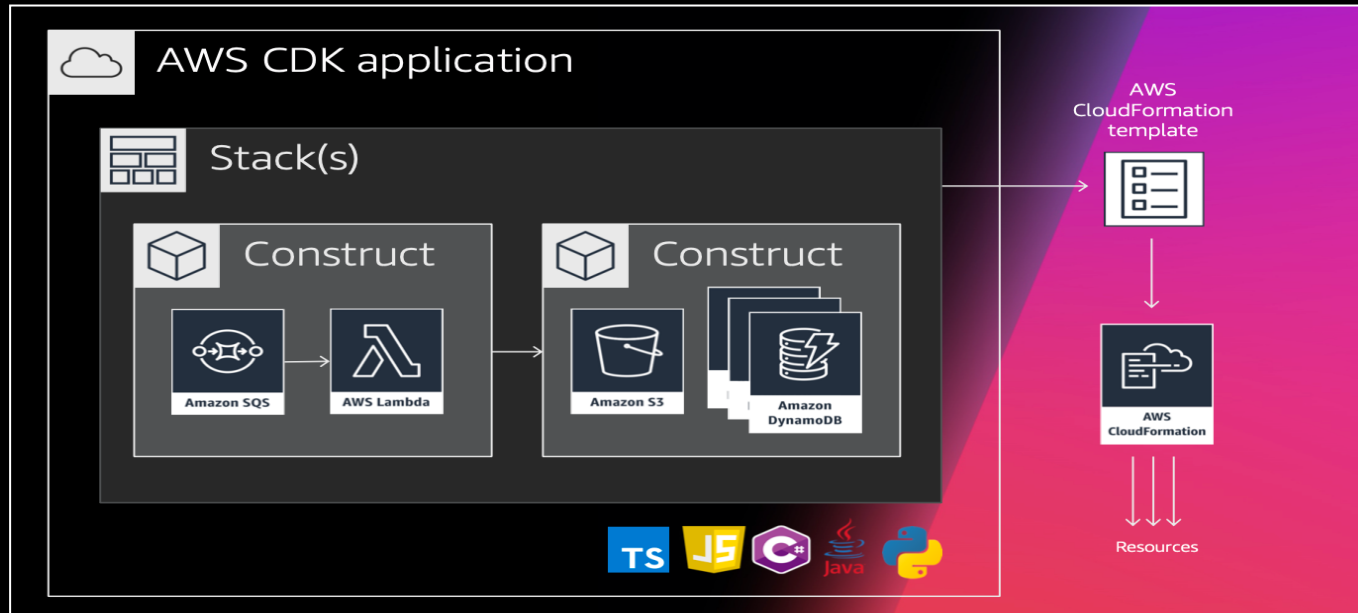 AWS CDK application
Stack(s)
Construct
Amazon SQS
AWS Lambda
Construct
Amazon S3
Amazon
DynamoDB
TS
JS
C#
Java
AWS
CloudFormation
template
AWS
CloudFormation
Resources